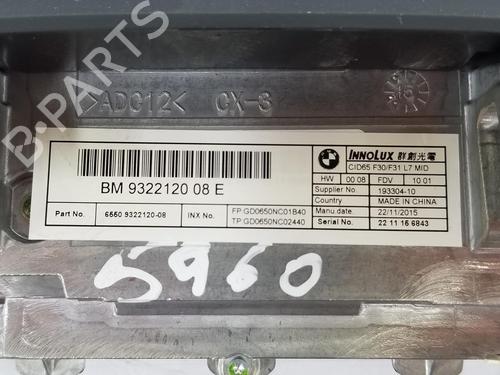 >ADC12< CX-3
B-PARTS
InnoLux 群創光電
CID65 F30/F31 L7 MID
HW 00 08 FDV 10 01
Supplier No. 193304-10
Country MADE IN CHINA
Manu.date 22/11/2015
Serial No. 22 11 15 6843
BM 9322120 08 E
Part No. 6550 9322120-08 INX No. FP GD0650NC01B40
TP GD0650NC02440
5960